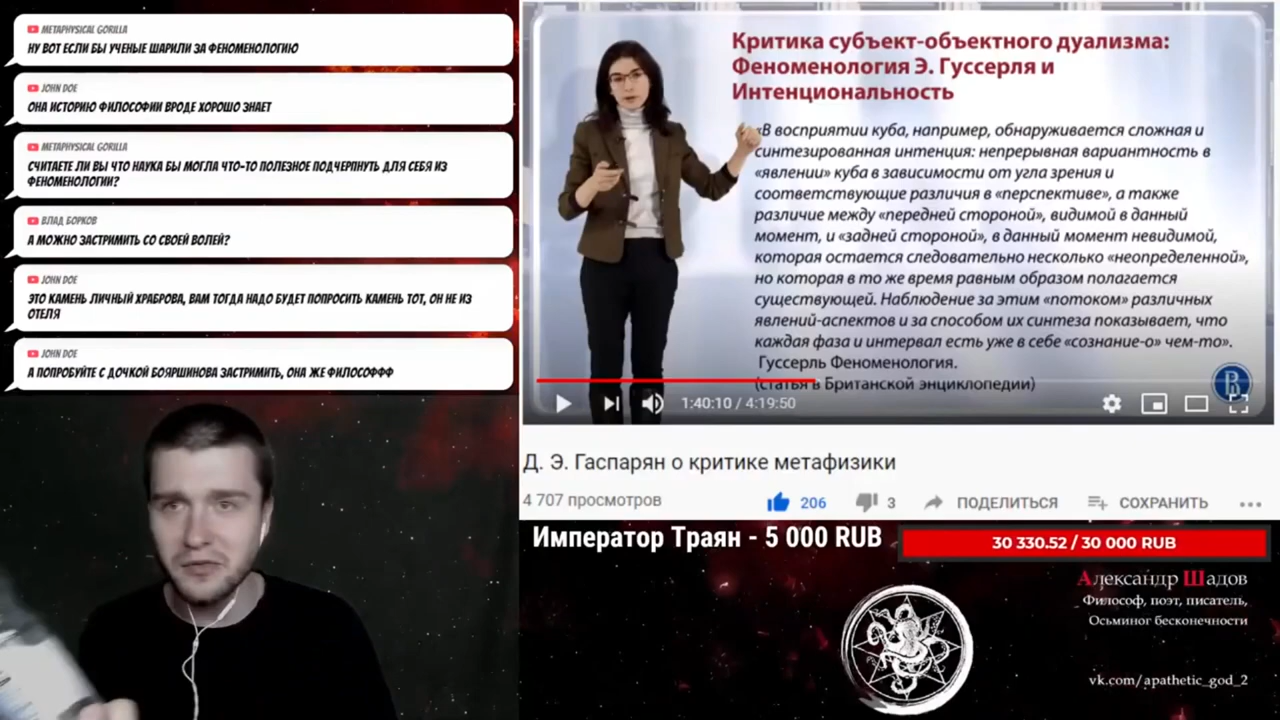 METAPHYSICAL GORILLA
НУ ВОТ ЕСЛИ БЫ УЧЕНЫЕ ШАРИЛИ ЗА ФЕНОМЕНОЛОГИЮ
JOHN DOE
ОНА ИСТОРИЮ ФИЛОСОФИИ ВРОДЕ ХОРОШО ЗНАЕТ
METAPHYSICAL GORILLA
СЧИТАЕТЕ ЛИ ВЫ ЧТО НАУКА БЫ МОГЛА ЧТО-ТО ПОЛЕЗНОЕ ПОДЧЕРПНУТЬ ДЛЯ СЕБЯ ИЗ
ФЕНОМЕНОЛОГИИ?
ВЛАД БОРКОВ
А МОЖНО ЗАСТРИМИТЬ СО СВОЕЙ ВОЛЕЙ?
JOHN DOE
ЭТО КАМЕНЬ ЛИЧНЫЙ ХРАБРОВА, ВАМ ТОГДА НАДО БУДЕТ ПОПРОСИТЬ КАМЕНЬ ТОТ, ОН НЕ ИЗ
ОТЕЛЯ
JOHN DOE
А ПОПРОБУЙТЕ С ДОЧКОЙ БОЯРШИНОВА ЗАСТРИМИТЬ, ОНА ЖЕ ФИЛОСОФФФ
Критика субъект-объектного дуализма:
Феноменология Э. Гуссерля и
Интенциональность
«В восприятии куба, например, обнаруживается сложная и
синтезированная интенция: непрерывная вариантность в
«явлении» куба в зависимости от угла зрения и
соответствующие различия в «перспективе», а также
различие между «передней стороной», видимой в данный
момент, и «задней стороной», в данный момент невидимой,
которая остается следовательно несколько «неопределенной»,
но которая в то же время равным образом полагается
существующей. Наблюдение за этим «потоком» различных
явлений-аспектов и за способом их синтеза показывает, что
каждая фаза и интервал есть уже в себе «сознание-о» чем-то».
Гуссерль Феноменология.
(статья в Британской энциклопедии)
1:40:10 / 4:19:50
Д. Э. Гаспарян о критике метафизики
4 707 просмотров
206
3
ПОДЕЛИТЬСЯ
СОХРАНИТЬ
Император Траян - 5 000 RUB
30 330.52 / 30 000 RUB
Александр Шадов
Философ, поэт, писатель,
Осьминог бесконечности
vk.com/apathetic_god_2